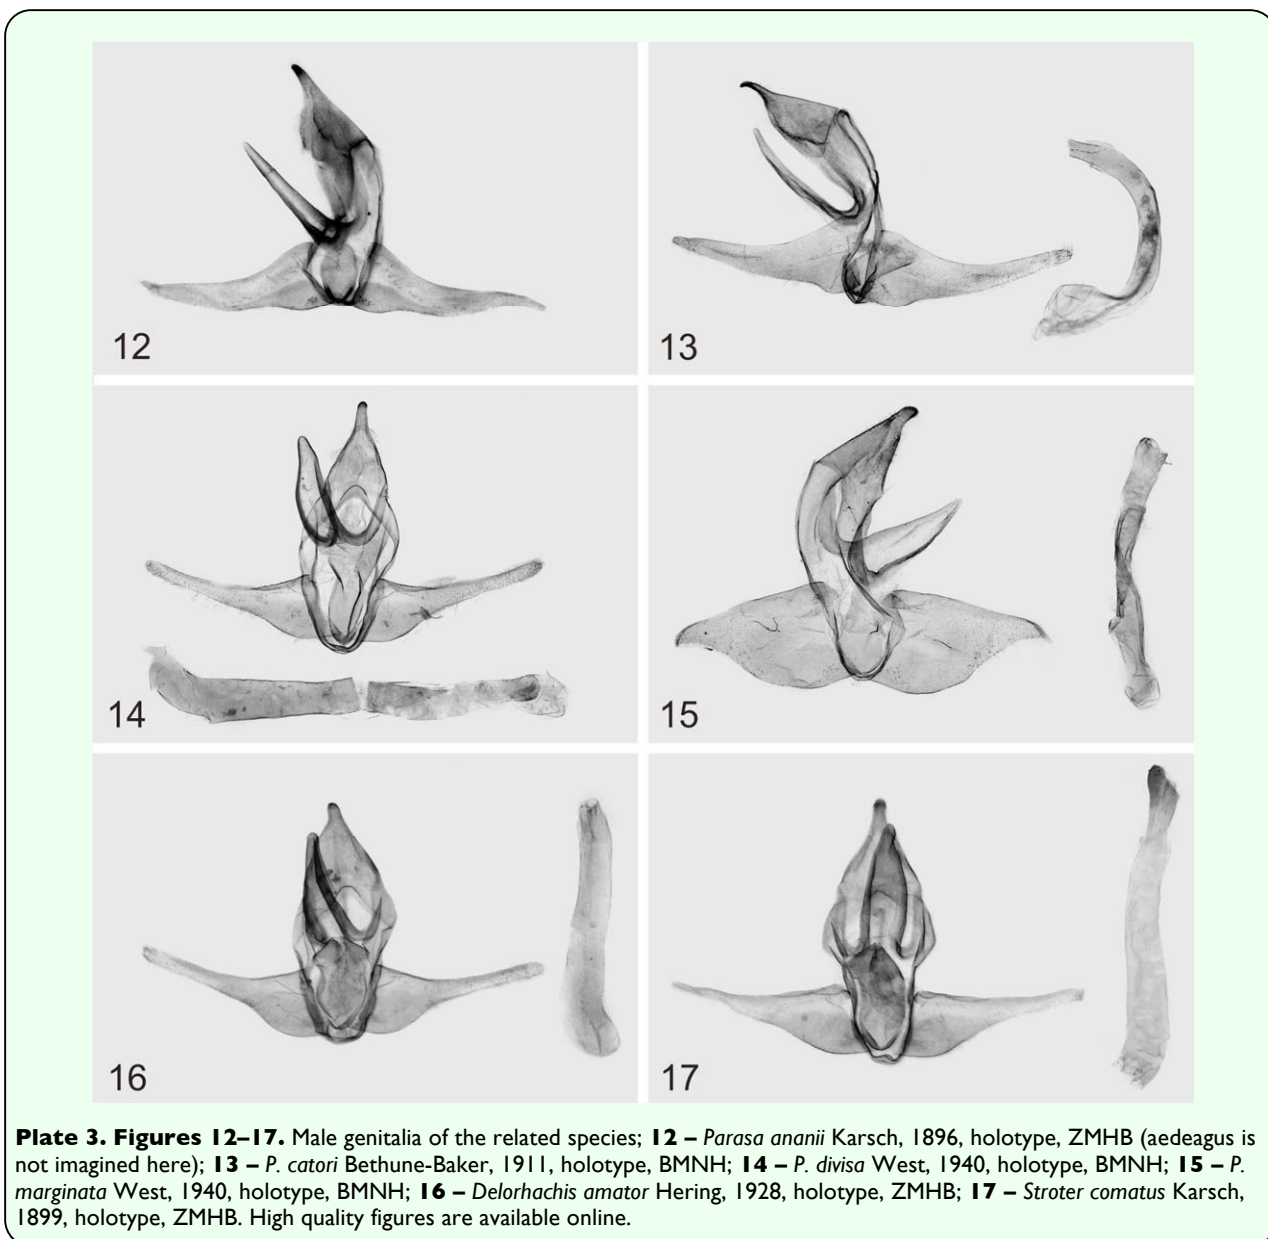 12
13
14
15
16
17
Plate 3. Figures 12–17. Male genitalia of the related species; 12 – Parasa ananii Karsch, 1896, holotype, ZMHB (aedeagus is
not imagined here); 13 – P. catori Bethune-Baker, 1911, holotype, BMNH; 14 – P. divisa West, 1940, holotype, BMNH; 15 – P.
marginata West, 1940, holotype, BMNH; 16 – Delorhachis amator Hering, 1928, holotype, ZMHB; 17 – Stroter comatus Karsch,
1899, holotype, ZMHB. High quality figures are available online.